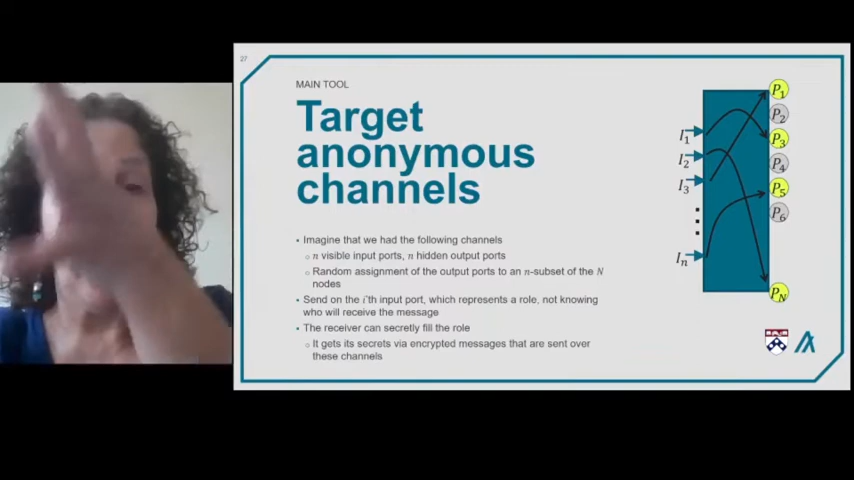 27
MAIN TOOL
Target
anonymous
channels
▪ Imagine that we had the following channels
o n visible input ports, n hidden output ports
o Random assignment of the output ports to an n-subset of the N
nodes
▪ Send on the i'th input port, which represents a role, not knowing
who will receive the message
▪ The receiver can secretly fill the role
o It gets its secrets via encrypted messages that are sent over
these channels
I₁
I₂
I₃
Iₙ
P₁
P₂
P₃
P₄
P₅
P₆
P_N